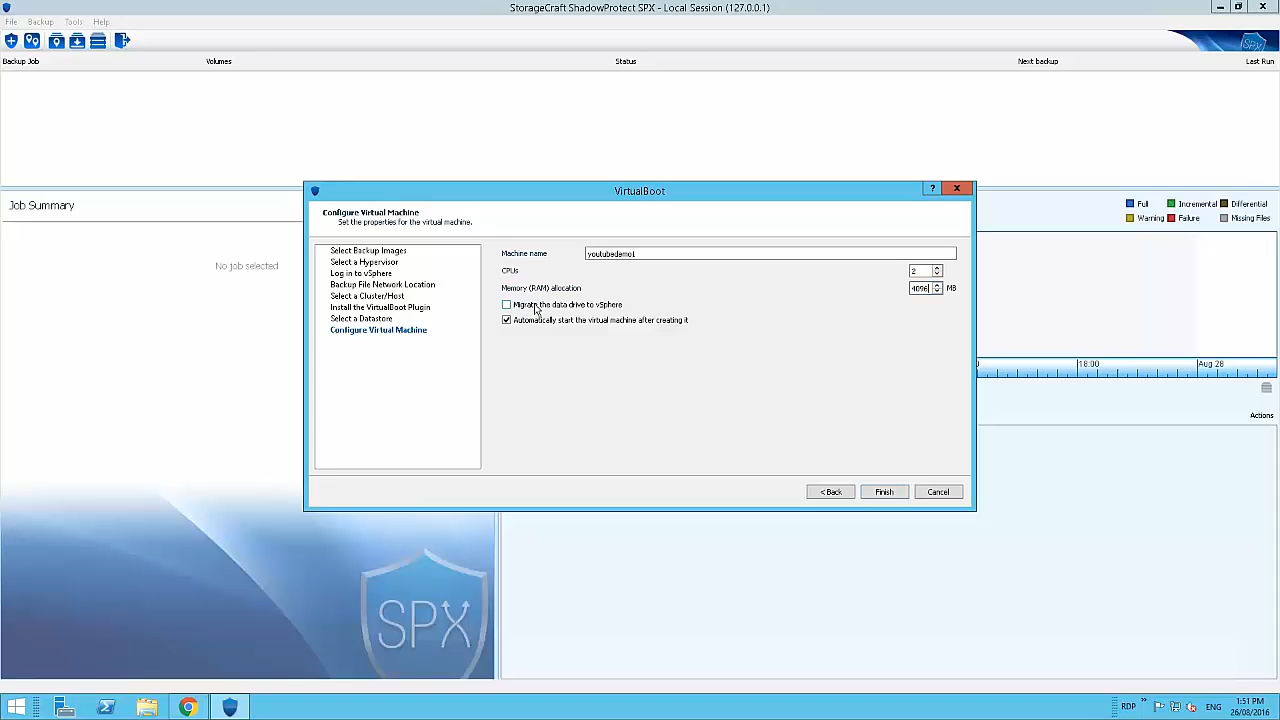 StorageCraft ShadowProtect SPX - Local Session (127.0.0.1)
File Backup Tools Help
Backup Job Volumes Status Next backup Last Run
VirtualBoot
?
Configure Virtual Machine
Set the properties for the virtual machine.
Job Summary
Full Incremental Differential
Warning Failure Missing Files
No job selected
Select Backup Images
Select a Hypervisor
Log in to vSphere
Backup File Network Location
Select a Cluster/Host
Install the VirtualBoot Plugin
Select a Datastore
Configure Virtual Machine
Machine name youtubedemo1
CPUs 2
Memory (RAM) allocation 4096 MB
Migrate the data drive to vSphere
Automatically start the virtual machine after creating it
18:00 Aug 28
Actions
< Back Finish Cancel
SPX
RDP ENG 1:51 PM
26/08/2016